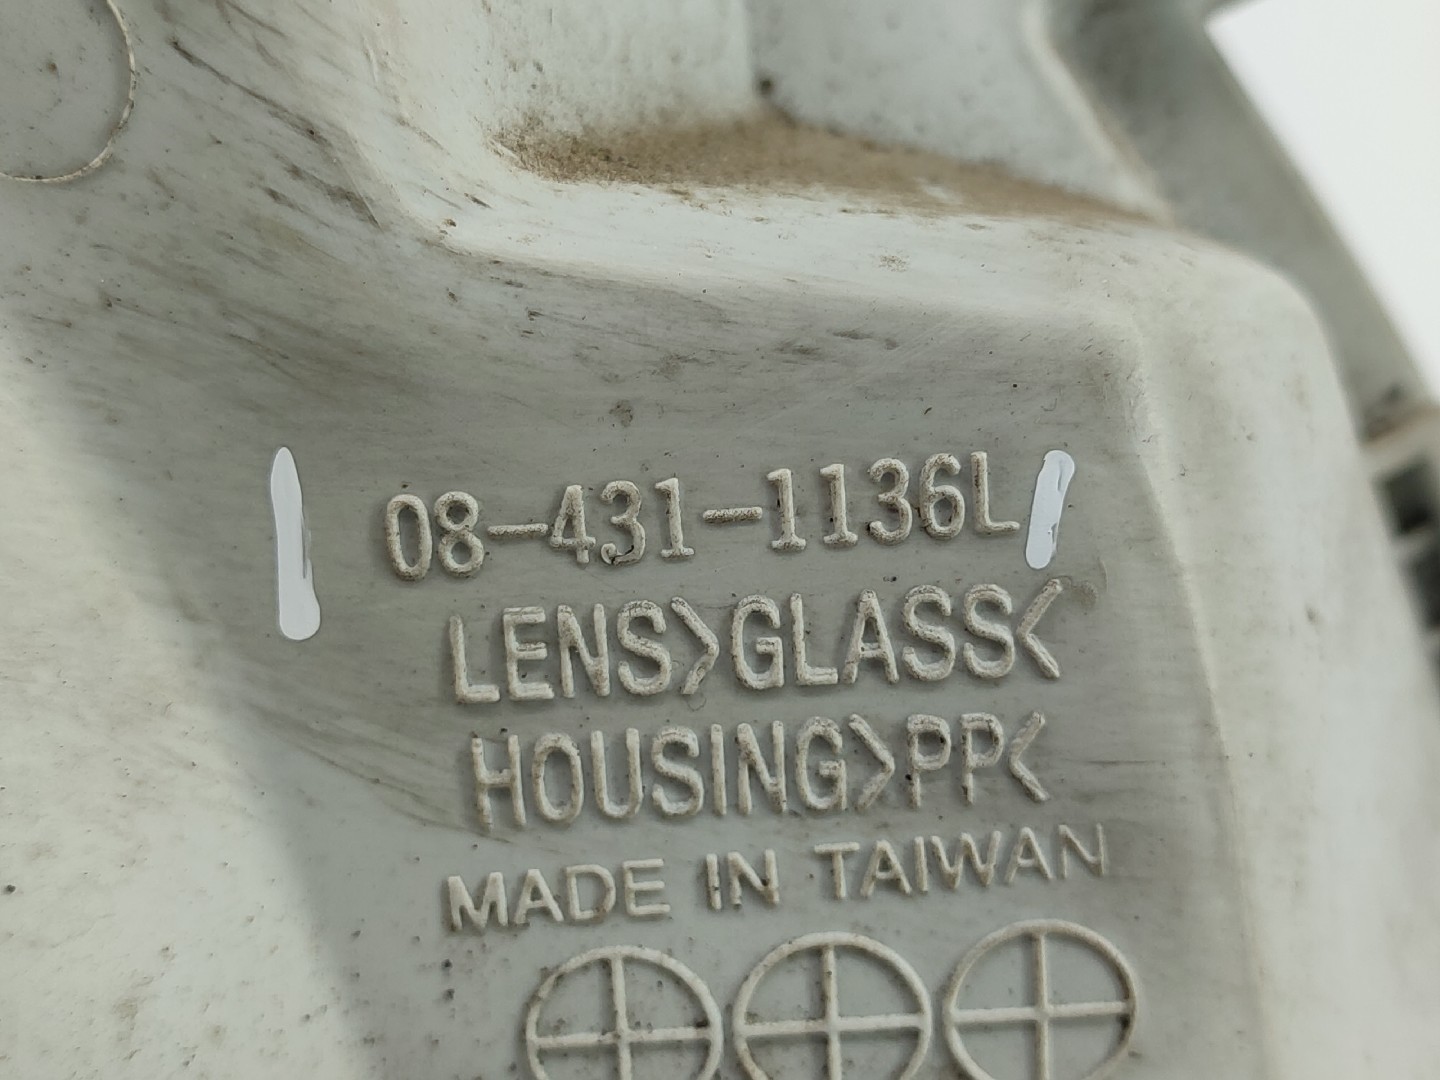 08-431-1136L
LENS>GLASS<
HOUSING>PP<
MADE IN TAIWAN